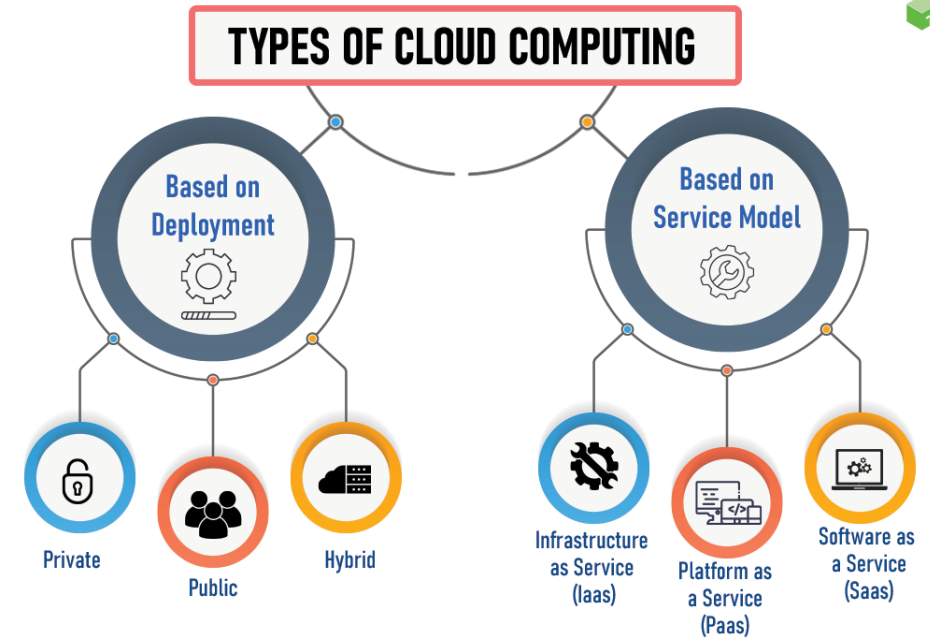 TYPES OF CLOUD COMPUTING
Based on
Deployment
Based on
Service Model
Private
Public
Hybrid
Infrastructure
as Service
(Iaas)
Platform as
a Service
(Paas)
Software as
a Service
(Saas)